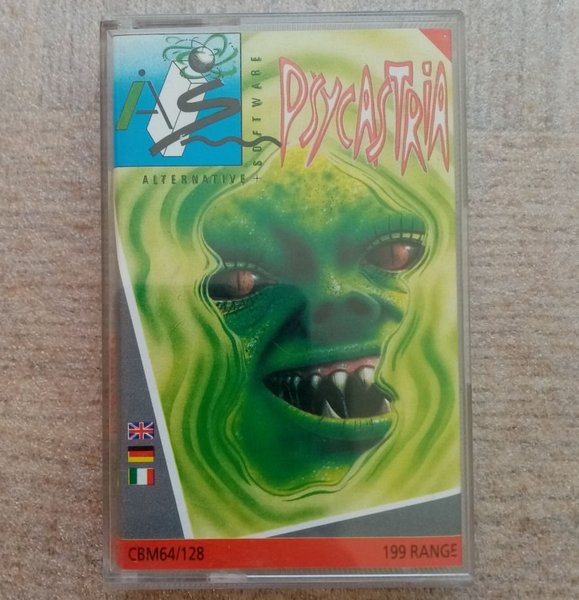 PSYCASTRIA
AS
ALTERNATIVE + SOFTWARE
CBM64/128 199 RANGE